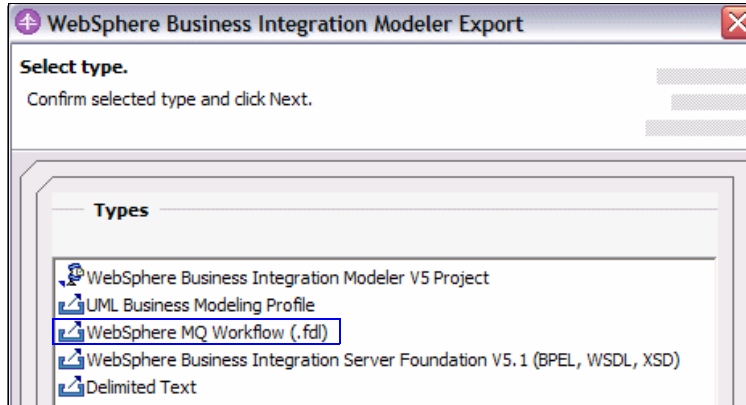 WebSphere Business Integration Modeler Export
Select type.
Confirm selected type and click Next.
Types
WebSphere Business Integration Modeler V5 Project
UML Business Modeling Profile
WebSphere MQ Workflow (.fdl)
WebSphere Business Integration Server Foundation V5.1 (BPEL, WSDL, XSD)
Delimited Text